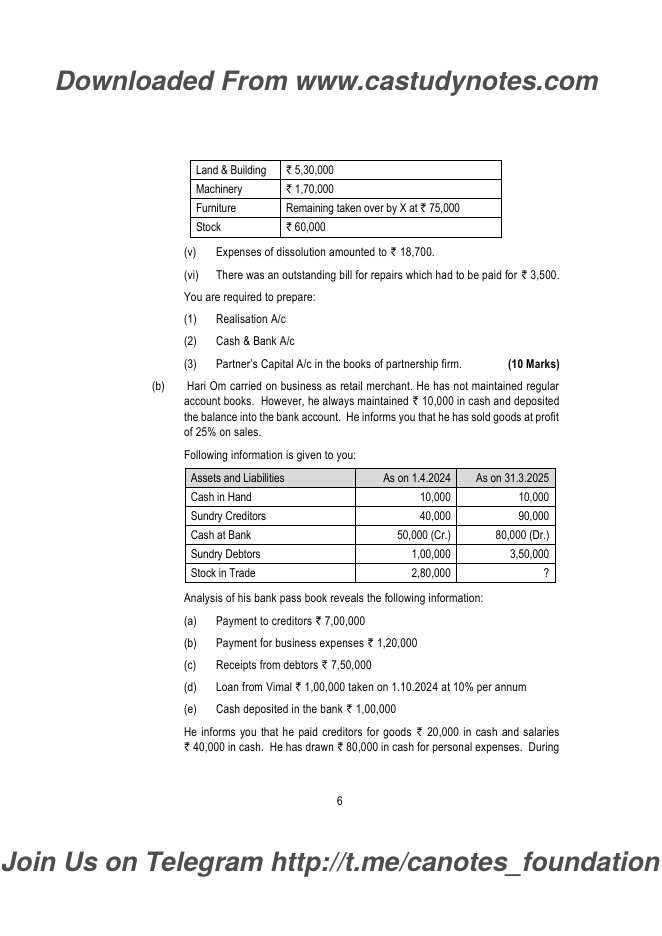 Downloaded From www.castudynotes.com
Land & Building ₹ 5,30,000
Machinery ₹ 1,70,000
Furniture Remaining taken over by X at ₹ 75,000
Stock ₹ 60,000
(v) Expenses of dissolution amounted to ₹ 18,700.
(vi) There was an outstanding bill for repairs which had to be paid for ₹ 3,500.
You are required to prepare:
(1) Realisation A/c
(2) Cash & Bank A/c
(3) Partner's Capital A/c in the books of partnership firm. (10 Marks)
(b) Hari Om carried on business as retail merchant. He has not maintained regular
account books. However, he always maintained ₹ 10,000 in cash and deposited
the balance into the bank account. He informs you that he has sold goods at profit
of 25% on sales.
Following information is given to you:
Assets and Liabilities As on 1.4.2024 As on 31.3.2025
Cash in Hand 10,000 10,000
Sundry Creditors 40,000 90,000
Cash at Bank 50,000 (Cr.) 80,000 (Dr.)
Sundry Debtors 1,00,000 3,50,000
Stock in Trade 2,80,000 ?
Analysis of his bank pass book reveals the following information:
(a) Payment to creditors ₹ 7,00,000
(b) Payment for business expenses ₹ 1,20,000
(c) Receipts from debtors ₹ 7,50,000
(d) Loan from Vimal ₹ 1,00,000 taken on 1.10.2024 at 10% per annum
(e) Cash deposited in the bank ₹ 1,00,000
He informs you that he paid creditors for goods ₹ 20,000 in cash and salaries
₹ 40,000 in cash. He has drawn ₹ 80,000 in cash for personal expenses. During
6
Join Us on Telegram http://t.me/canotes_foundation